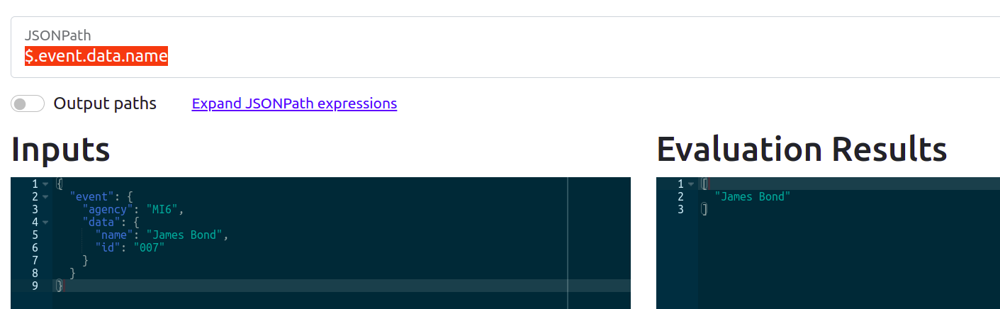 JSONPath
$.event.data.name
Output paths Expand JSONPath expressions
Inputs
1 {
2 "event": {
3 "agency": "MI6",
4 "data": {
5 "name": "James Bond",
6 "id": "007"
7 }
8 }
9 }
Evaluation Results
1 [
2 "James Bond"
3 ]